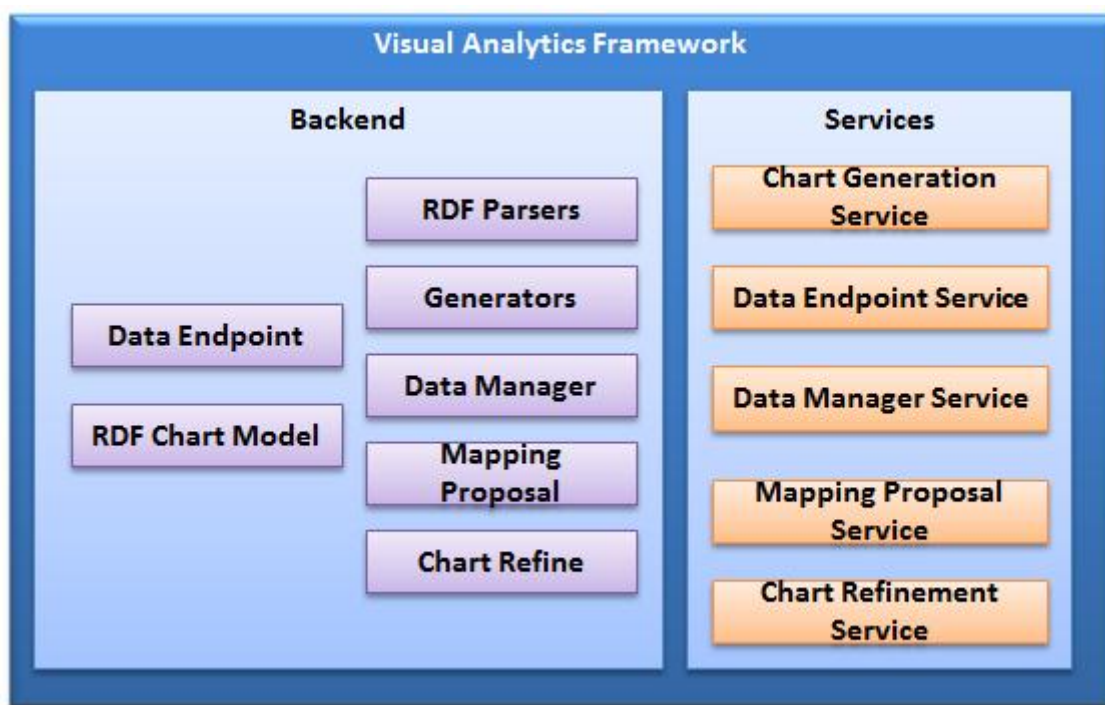 Visual Analytics Framework
Backend
Data Endpoint
RDF Chart Model
RDF Parsers
Generators
Data Manager
Mapping
Proposal
Chart Refine
Services
Chart Generation
Service
Data Endpoint Service
Data Manager Service
Mapping Proposal
Service
Chart Refinement
Service